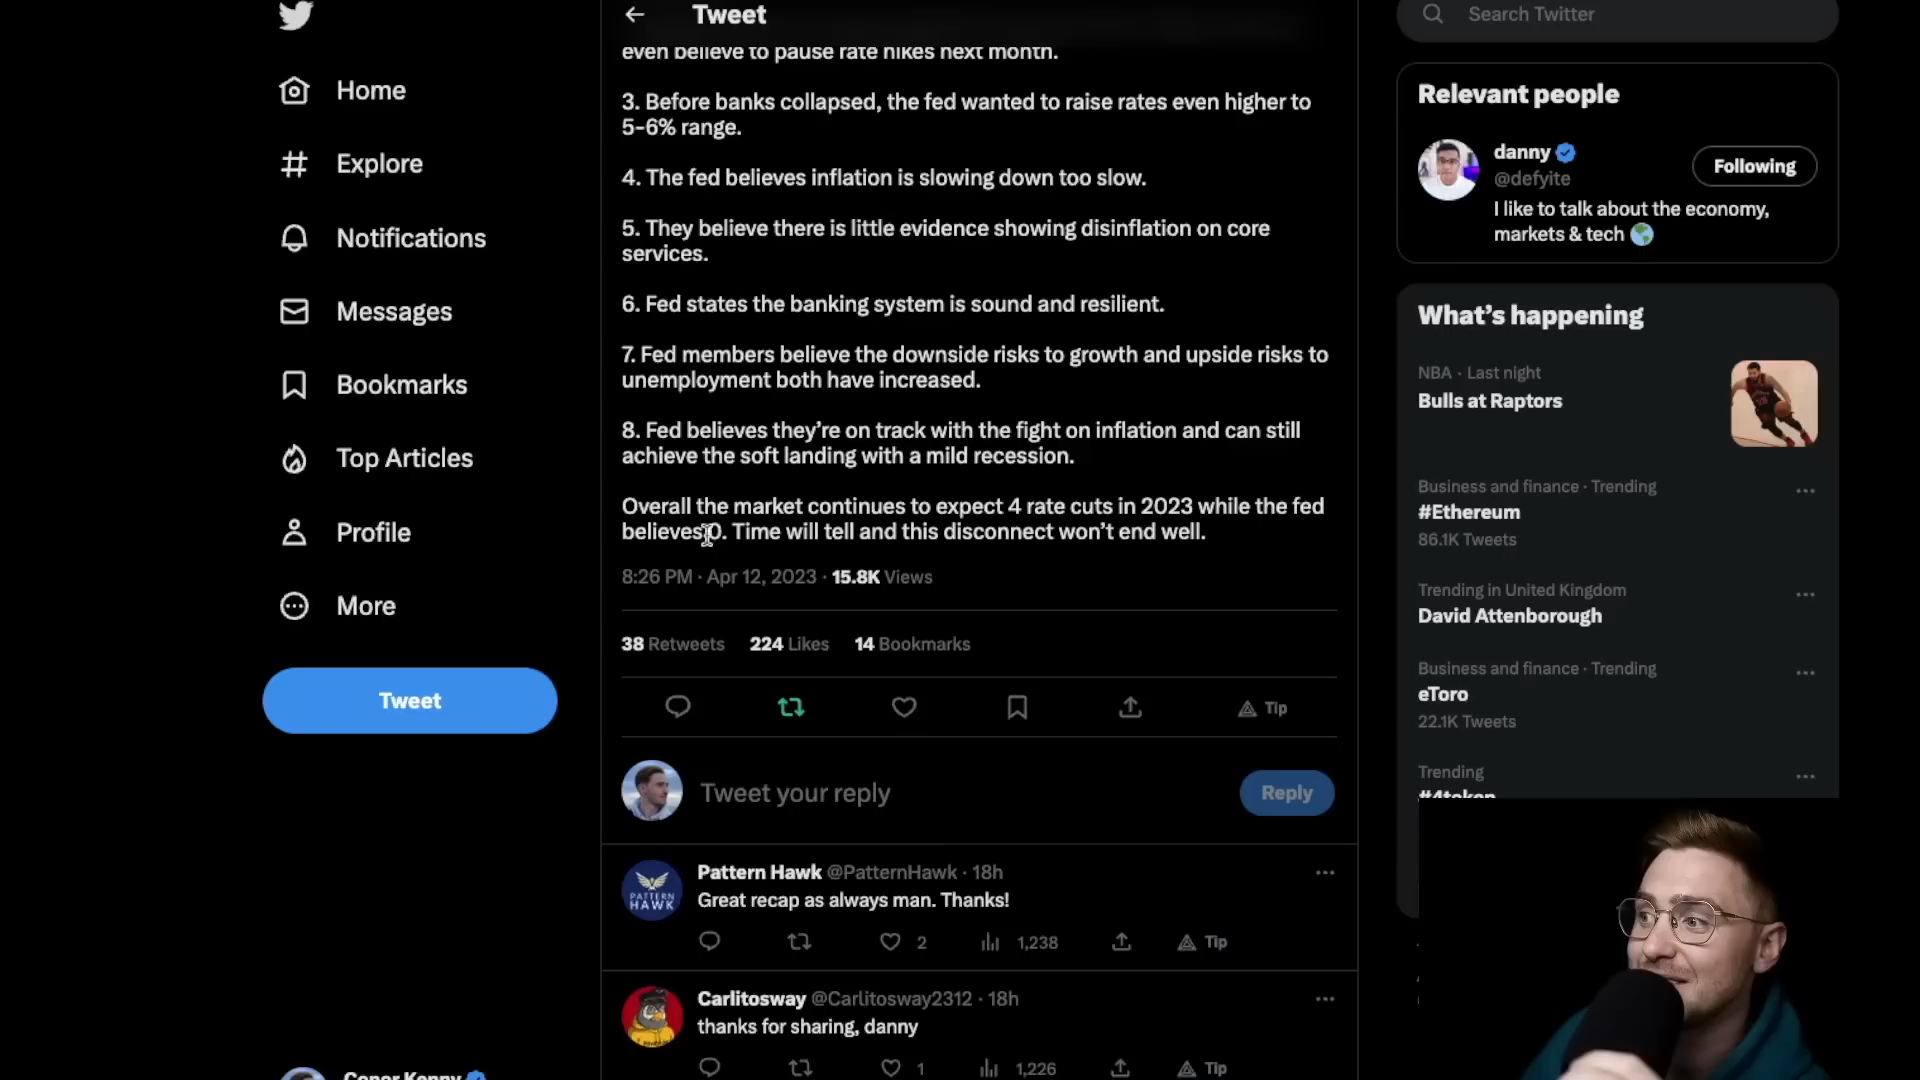 Home
Explore
Notifications
Messages
Bookmarks
Top Articles
Profile
More
Tweet
Conor Kenny
Tweet
even believe to pause rate hikes next month.
3. Before banks collapsed, the fed wanted to raise rates even higher to
5-6% range.
4. The fed believes inflation is slowing down too slow.
5. They believe there is little evidence showing disinflation on core
services.
6. Fed states the banking system is sound and resilient.
7. Fed members believe the downside risks to growth and upside risks to
unemployment both have increased.
8. Fed believes they’re on track with the fight on inflation and can still
achieve the soft landing with a mild recession.
Overall the market continues to expect 4 rate cuts in 2023 while the fed
believes 0. Time will tell and this disconnect won’t end well.
8:26 PM · Apr 12, 2023 · 15.8K Views
38 Retweets 224 Likes 14 Bookmarks
Tip
Tweet your reply
Reply
Pattern Hawk @PatternHawk · 18h
Great recap as always man. Thanks!
2 1,238 Tip
PATTERN
HAWK
Carlitosway @Carlitosway2312 · 18h
thanks for sharing, danny
1 1,226 Tip
Search Twitter
Relevant people
danny
@defyite
Following
I like to talk about the economy,
markets & tech
What’s happening
NBA · Last night
Bulls at Raptors
Business and finance · Trending
#Ethereum
86.1K Tweets
Trending in United Kingdom
David Attenborough
Business and finance · Trending
eToro
22.1K Tweets
Trending
#4token